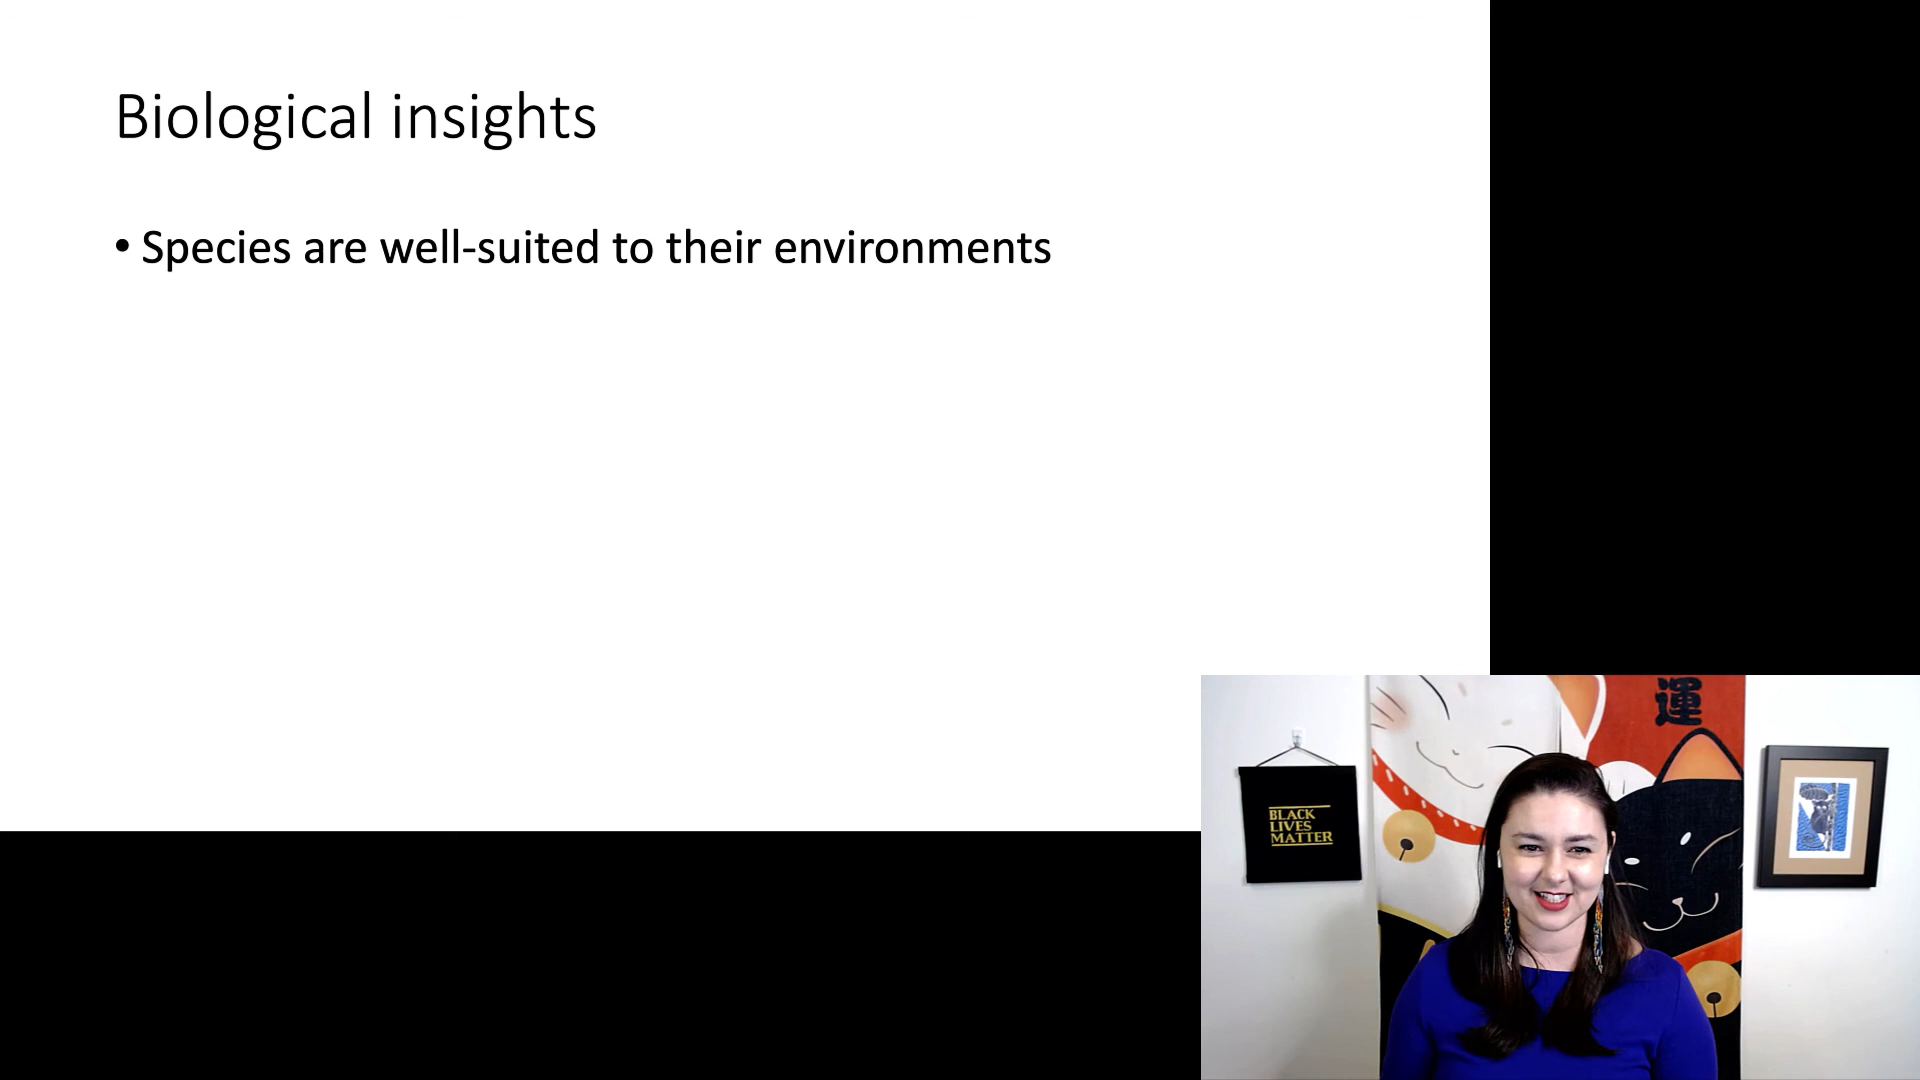 Biological insights
• Species are well-suited to their environments
運
BLACK
LIVES
MATTER